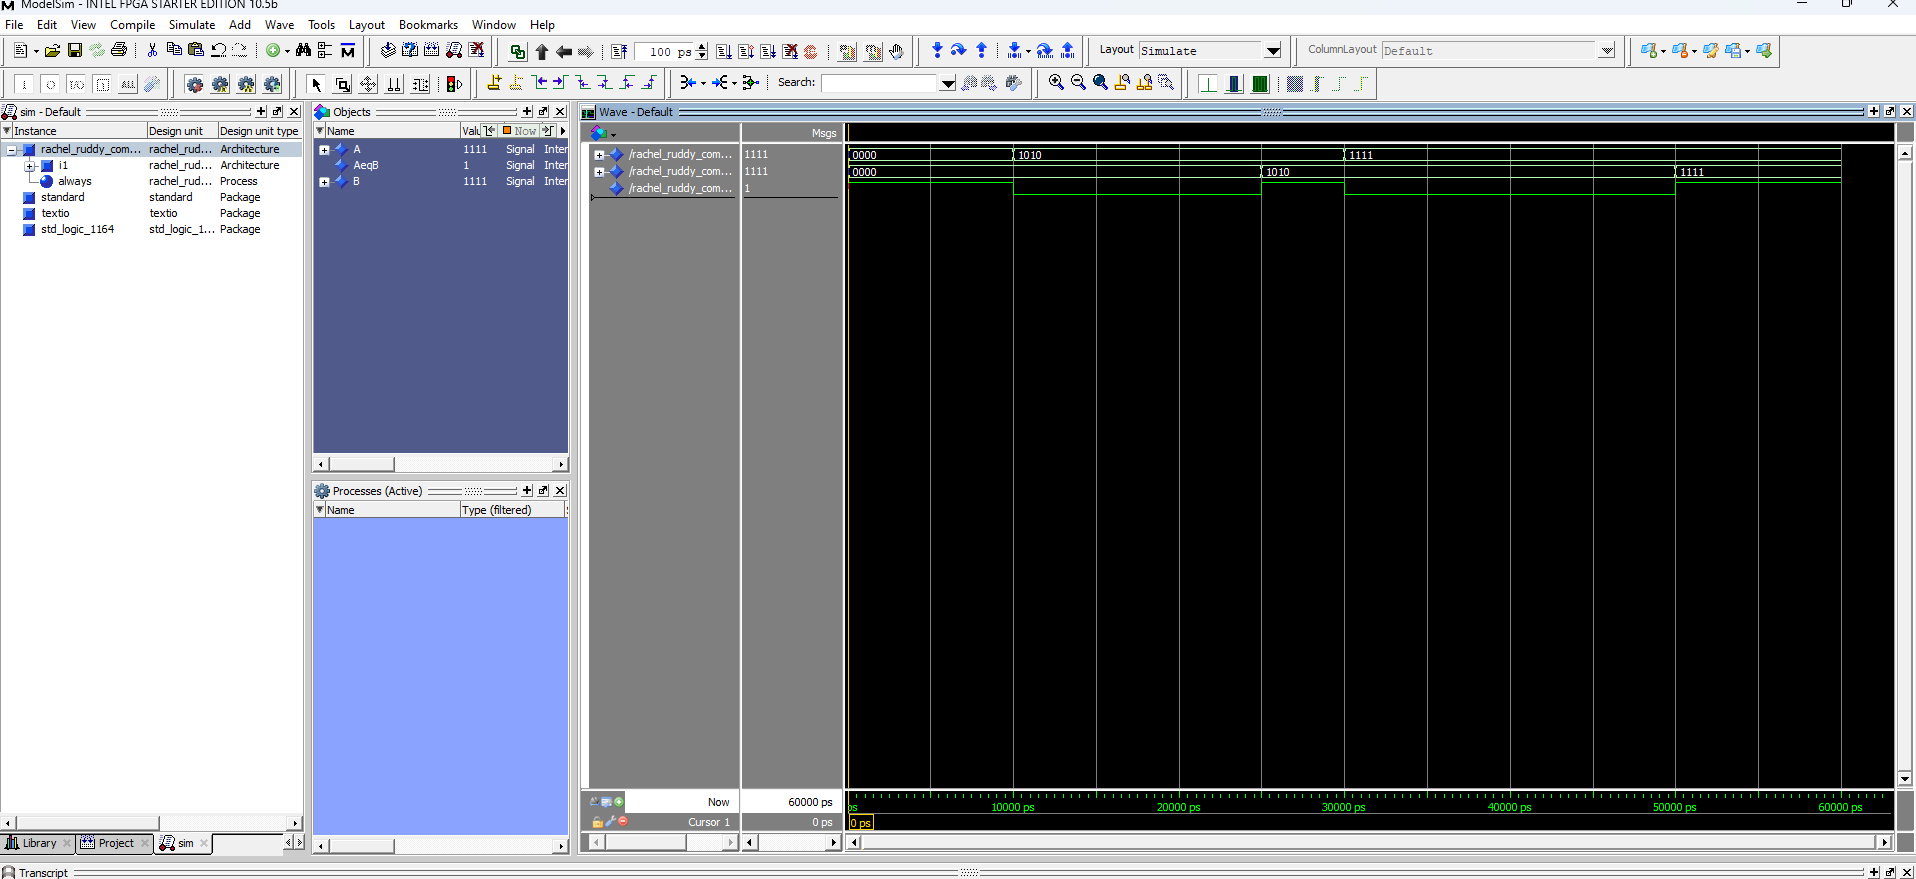 ModelSim - INTEL FPGA STARTER EDITION 10.5b
File Edit View Compile Simulate Add Wave Tools Layout Bookmarks Window Help
100 ps
Layout Simulate
ColumnLayout Default
Search:
sim - Default
Instance Design unit Design unit type
rachel_ruddy_com... rachel_rud... Architecture
i1 rachel_rud... Architecture
always rachel_rud... Process
standard standard Package
textio textio Package
std_logic_1164 std_logic_1... Package
Library Project sim
Objects
Name Valu Now
A 1111 Signal Inter
AeqB 1 Signal Inter
B 1111 Signal Inter
Processes (Active)
Name Type (filtered)
Wave - Default
Msgs
/rachel_ruddy_com... 1111 0000 1010 1111
/rachel_ruddy_com... 1111 0000 1010 1111
/rachel_ruddy_com... 1
Now 60000 ps
ps 10000 ps 20000 ps 30000 ps 40000 ps 50000 ps 60000 ps
Cursor 1 0 ps 0 ps
Transcript